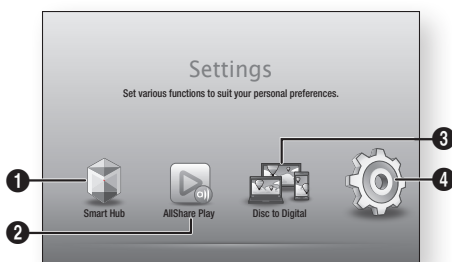 Settings
Set various functions to suit your personal preferences.
1
3
4
Smart Hub
AllShare Play
Disc to Digital
2